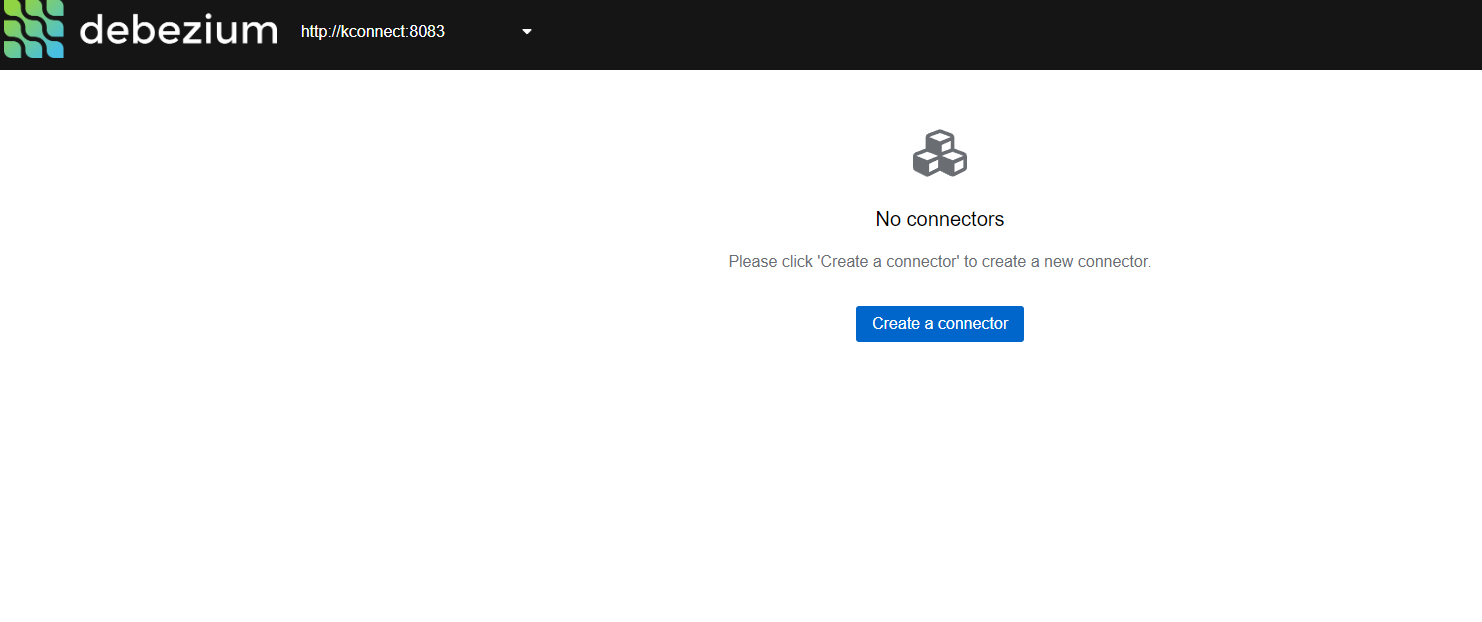 debezium http://kconnect:8083
No connectors
Please click 'Create a connector' to create a new connector.
Create a connector